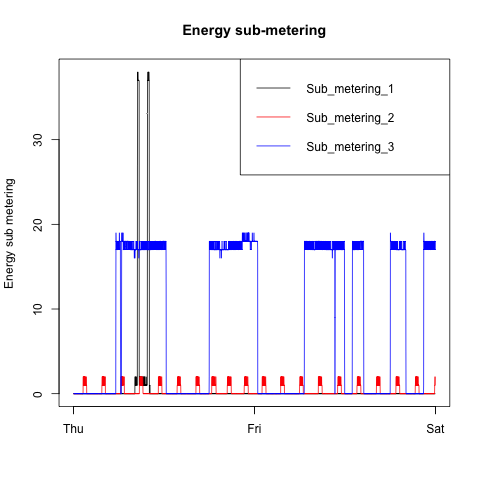 Energy sub-metering
Sub_metering_1
Sub_metering_2
Sub_metering_3
Energy sub metering
30
20
10
0
Thu Fri Sat